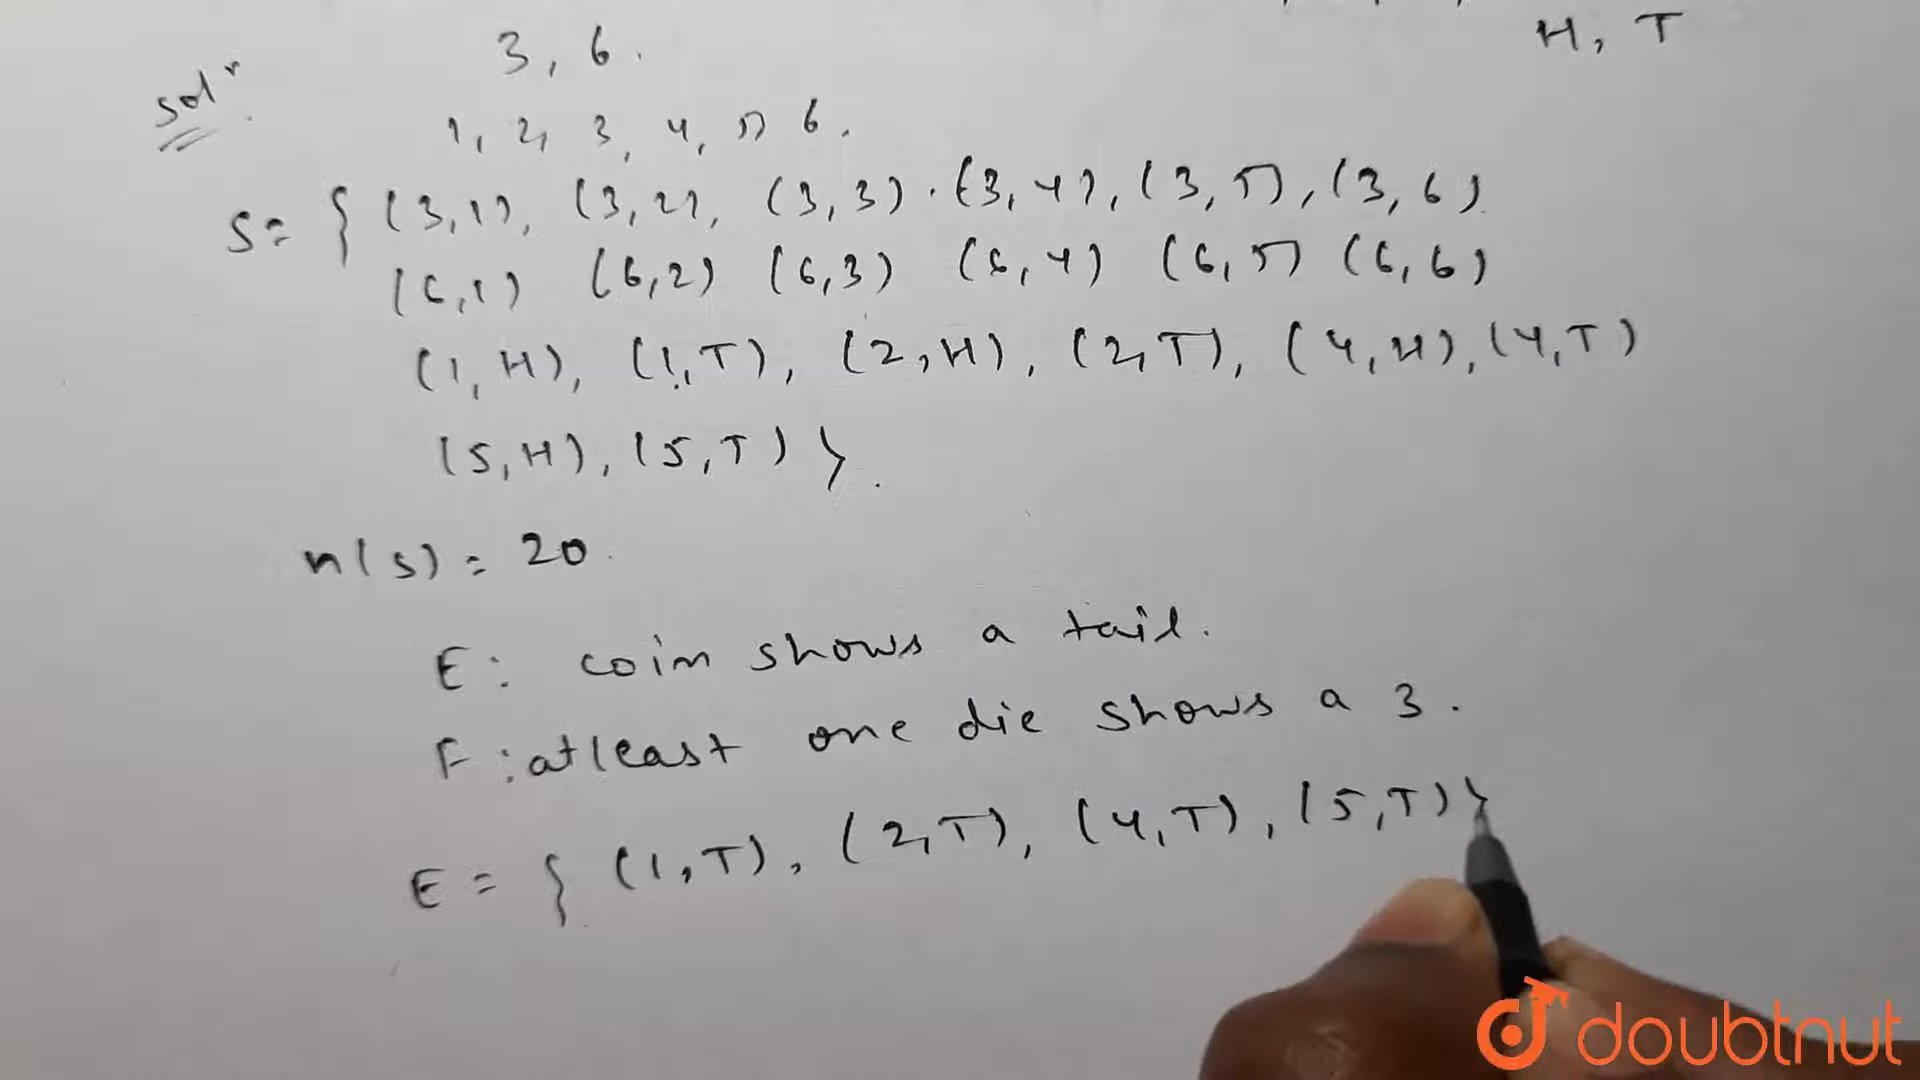 3, 6.
H, T
Solⁿ.
1, 2, 3, 4, 5, 6.
S= { (3,1), (3,2), (3,3). (3,4), (3,5), (3,6)
(6,1) (6,2) (6,3) (6,4) (6,5) (6,6)
(1,H), (1,T), (2,H), (2,T), (4,H), (4,T)
(5,H), (5,T) }.
n(s) = 20.
E: coin shows a tail.
F: atleast one die shows a 3.
E = { (1,T), (2,T), (4,T), (5,T) }
doubtnut